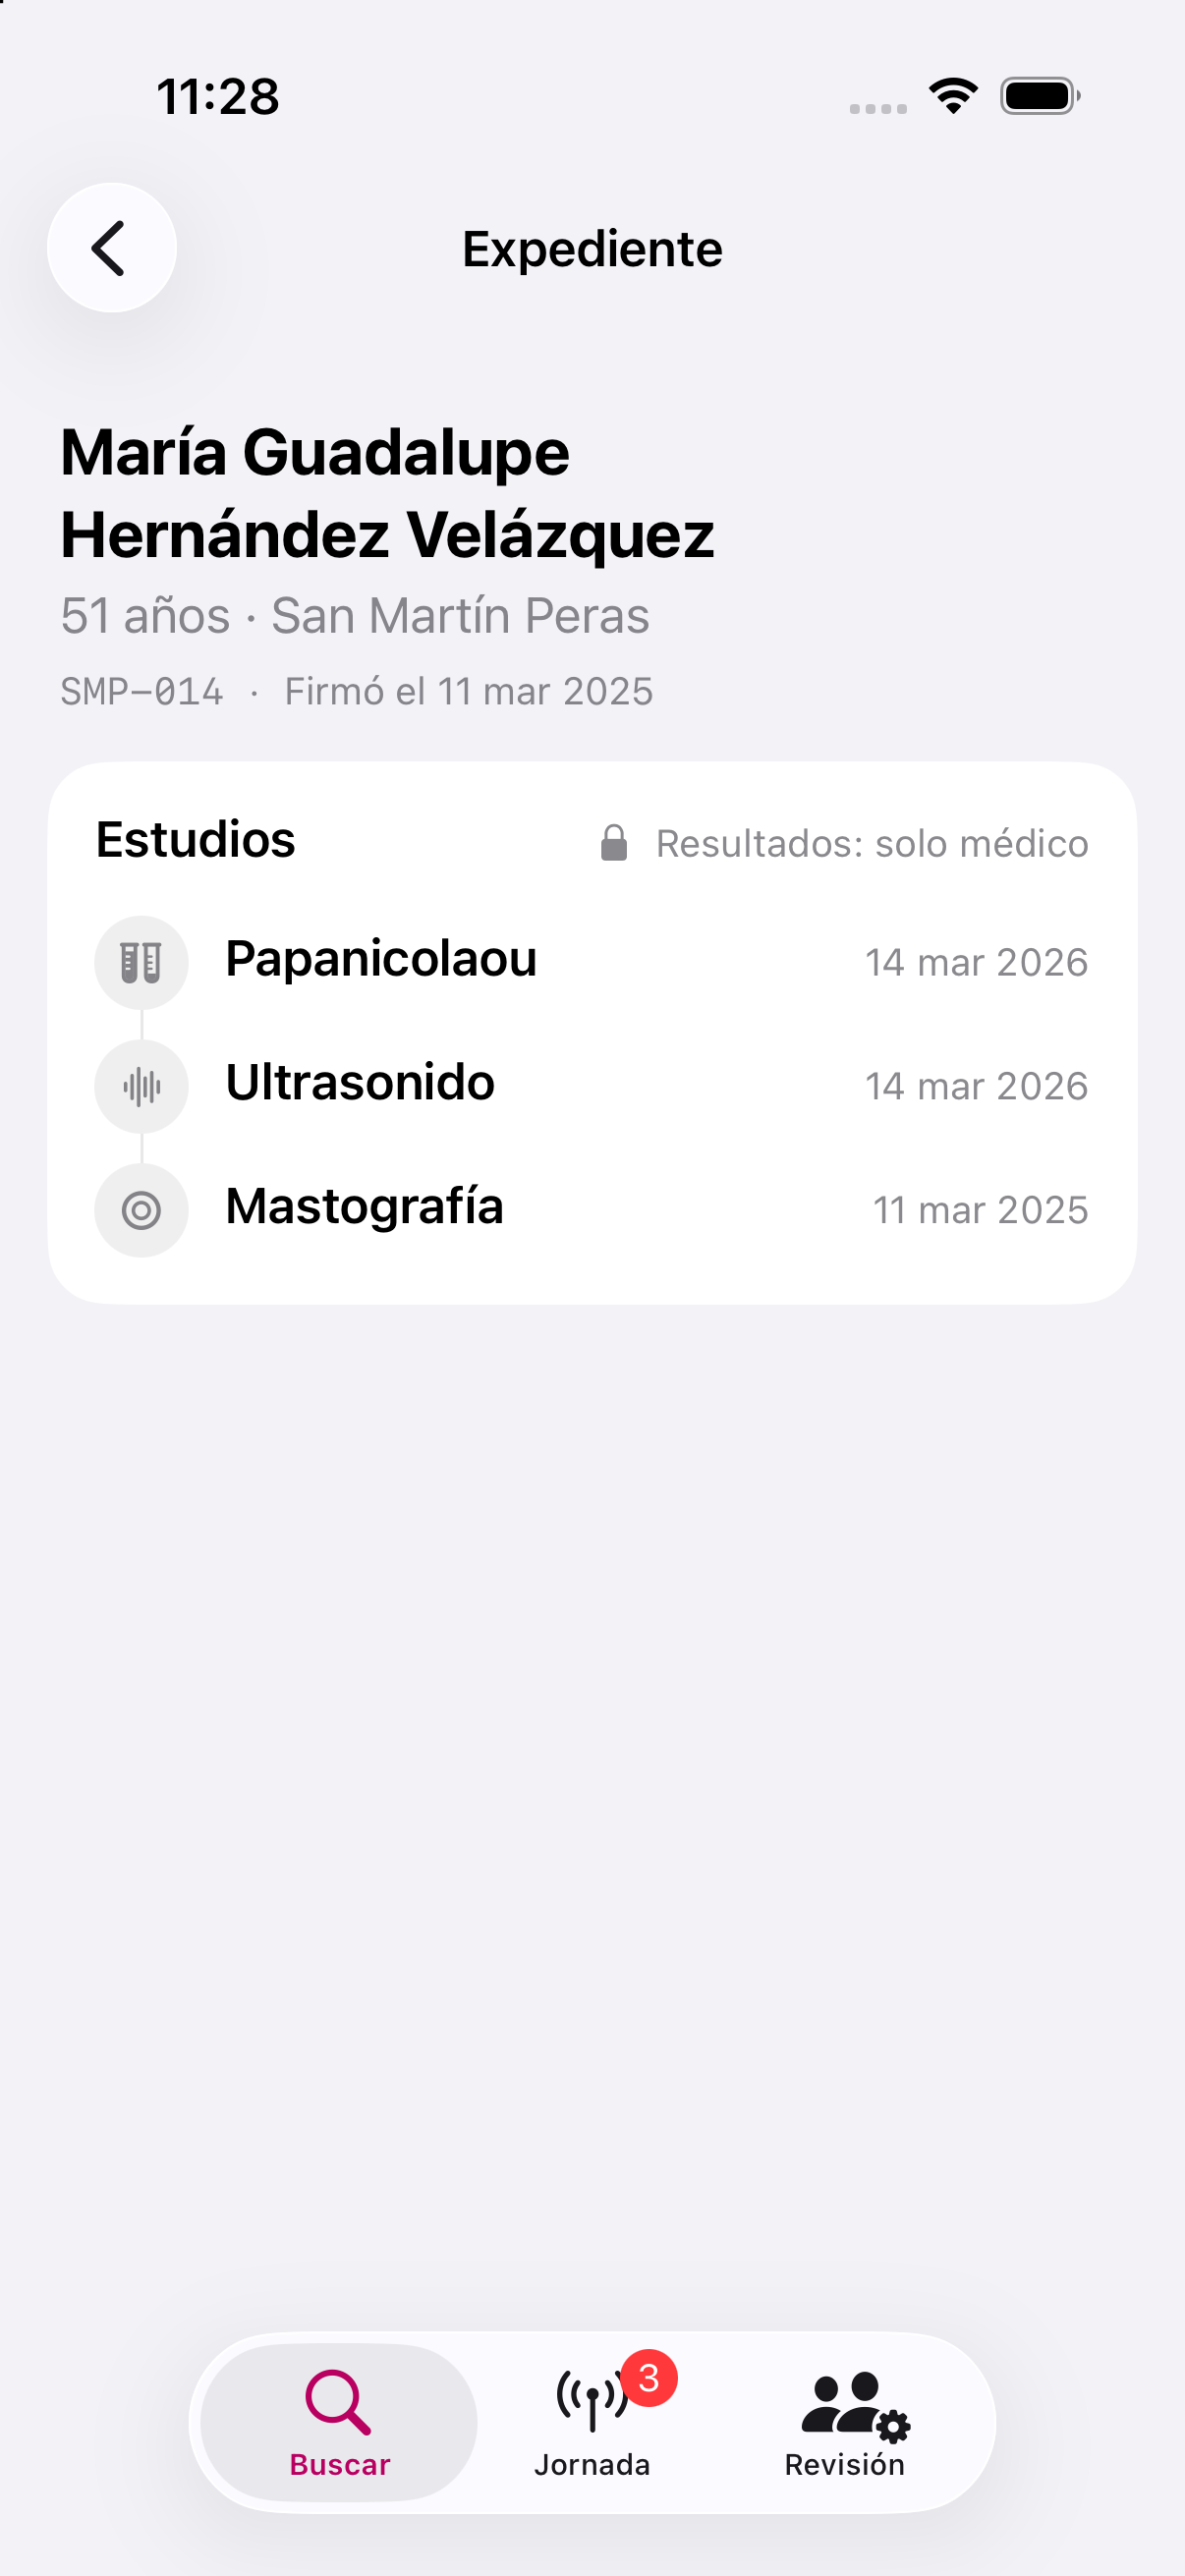 11:28
Expediente
María Guadalupe
Hernández Velázquez
51 años · San Martín Peras
SMP-014 · Firmó el 11 mar 2025
Estudios Resultados: solo médico
Papanicolaou 14 mar 2026
Ultrasonido 14 mar 2026
Mastografía 11 mar 2025
3
Buscar Jornada Revisión